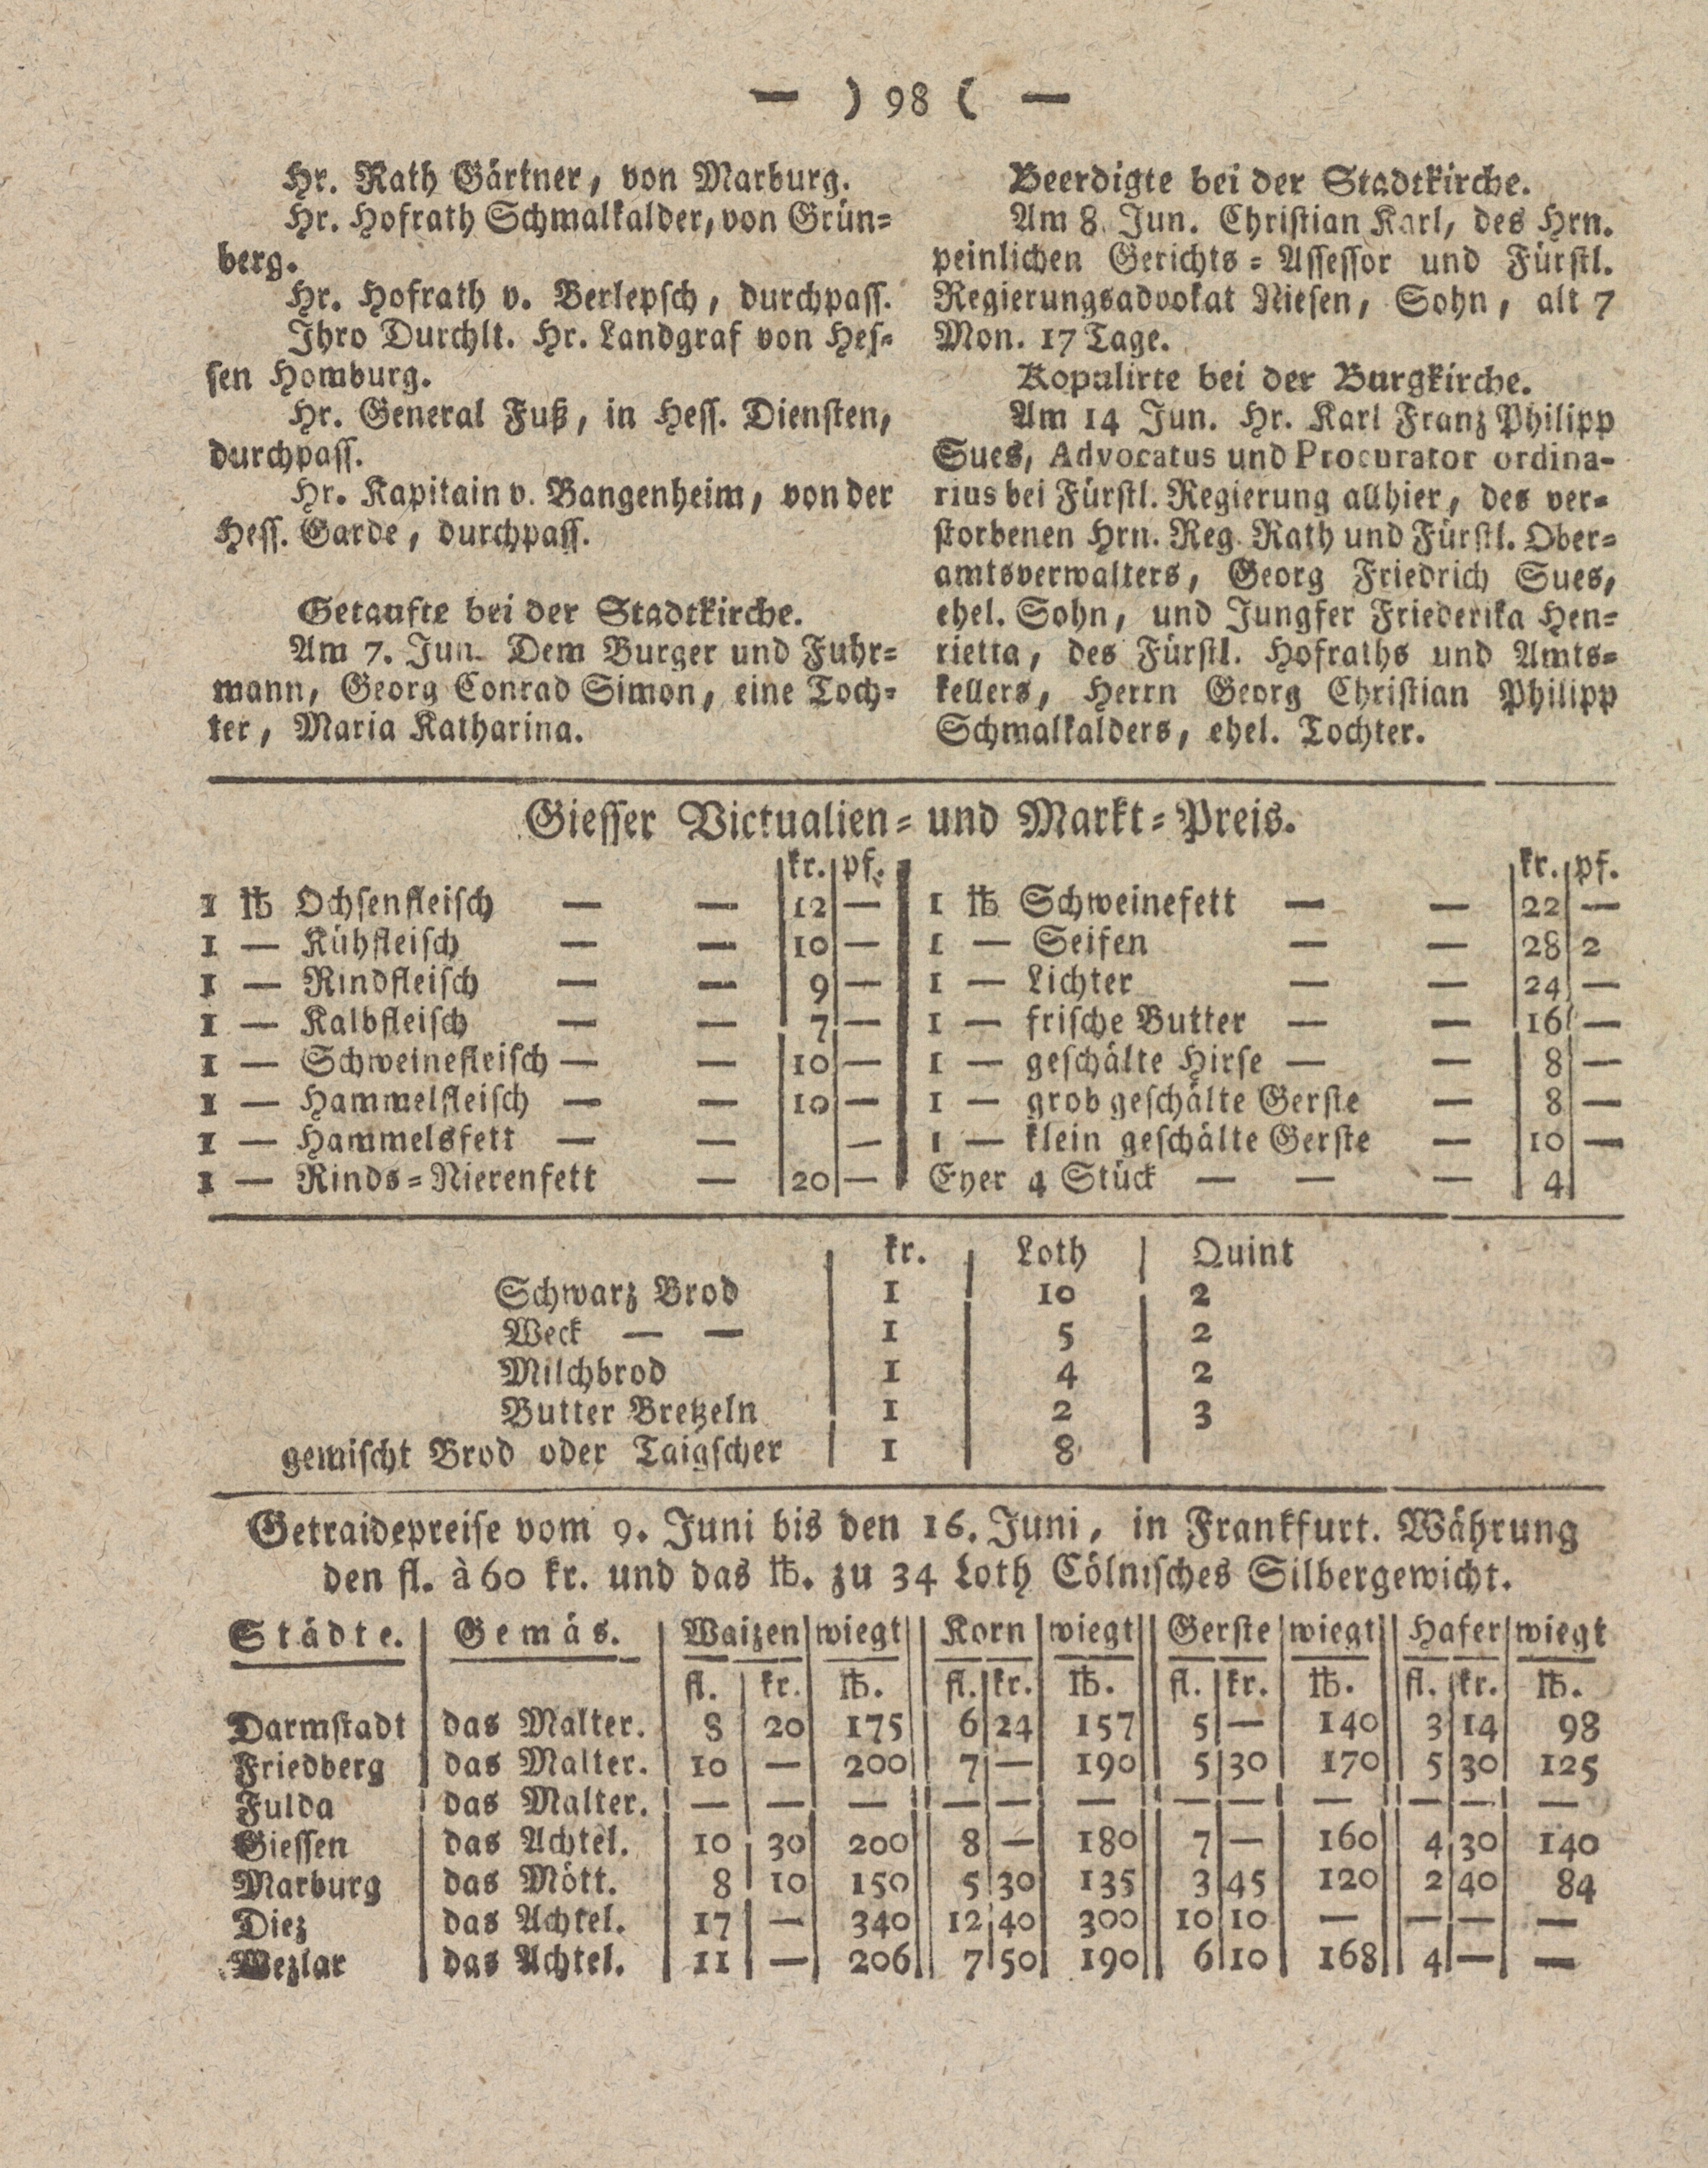 — ) 98 ( —
Hr. Rath Gärtner, von Marburg.
Hr. Hofrath Schmalkalder, von Grün-
berg.
Hr. Hofrath v. Berlepsch, durchpass.
Ihro Durchlt. Hr. Landgraf von Hes-
sen Homburg.
Hr. General Fuß, in Hess. Diensten,
durchpass.
Hr. Kapitain v. Bangenheim, von der
Hess. Garde, durchpass.
Getaufte bei der Stadtkirche.
Am 7. Jun. Dem Burger und Fuhr-
mann, Georg Conrad Simon, eine Toch-
ter, Maria Katharina.
Beerdigte bei der Stadtkirche.
Am 8. Jun. Christian Karl, des Hrn.
peinlichen Gerichts-Assessor und Fürstl.
Regierungsadvokat Niesen, Sohn, alt 7
Mon. 17 Tage.
Kopulirte bei der Burgkirche.
Am 14 Jun. Hr. Karl Franz Philipp
Sues, Advocatus und Procurator ordina-
rius bei Fürstl. Regierung allhier, des ver-
storbenen Hrn. Reg. Rath und Fürstl. Ober-
amtsverwalters, Georg Friedrich Sues,
ehel. Sohn, und Jungfer Friederika Hen-
rietta, des Fürstl. Hofraths und Amts-
kellers, Herrn Georg Christian Philipp
Schmalkalders, ehel. Tochter.
Giesser Victualien- und Markt-Preis.
kr. pf.
1 ℔ Ochsenfleisch — — 12 —
1 — Kühfleisch — — 10 —
1 — Rindfleisch — — 9 —
1 — Kalbfleisch — — 7 —
1 — Schweinefleisch — — 10 —
1 — Hammelfleisch — — 10 —
1 — Hammelsfett — — —
1 — Rinds-Nierenfett — 20 —
kr. pf.
1 ℔ Schweinefett — — 22 —
1 — Seifen — — 28 2
1 — Lichter — — 24 —
1 — frische Butter — — 16 —
1 — geschälte Hirse — — 8 —
1 — grob geschälte Gerste — 8 —
1 — klein geschälte Gerste — 10 —
Eyer 4 Stück — — — 4
kr. Loth Quint
Schwarz Brod 1 10 2
Weck — — 1 5 2
Milchbrod 1 4 2
Butter Bretzeln 1 2 3
gemischt Brod oder Taigscher 1 8
Getraidepreise vom 9. Juni bis den 16. Juni, in Frankfurt. Währung
den fl. à 60 kr. und das ℔. zu 34 Loth Cölnisches Silbergewicht.
Städte. Gemäs. Waizen wiegt Korn wiegt Gerste wiegt Hafer wiegt
fl. kr. ℔. fl. kr. ℔. fl. kr. ℔. fl. kr. ℔.
Darmstadt das Malter. 8 20 175 6 24 157 5 — 140 3 14 98
Friedberg das Malter. 10 — 200 7 — 190 5 30 170 5 30 125
Fulda das Malter. — — — — — — — — — — — —
Giessen das Achtel. 10 30 200 8 — 180 7 — 160 4 30 140
Marburg das Mött. 8 10 150 5 30 135 3 45 120 2 40 84
Diez das Achtel. 17 — 340 12 40 300 10 10 — — — —
Wezlar das Achtel. 11 — 206 7 50 190 6 10 168 4 — —